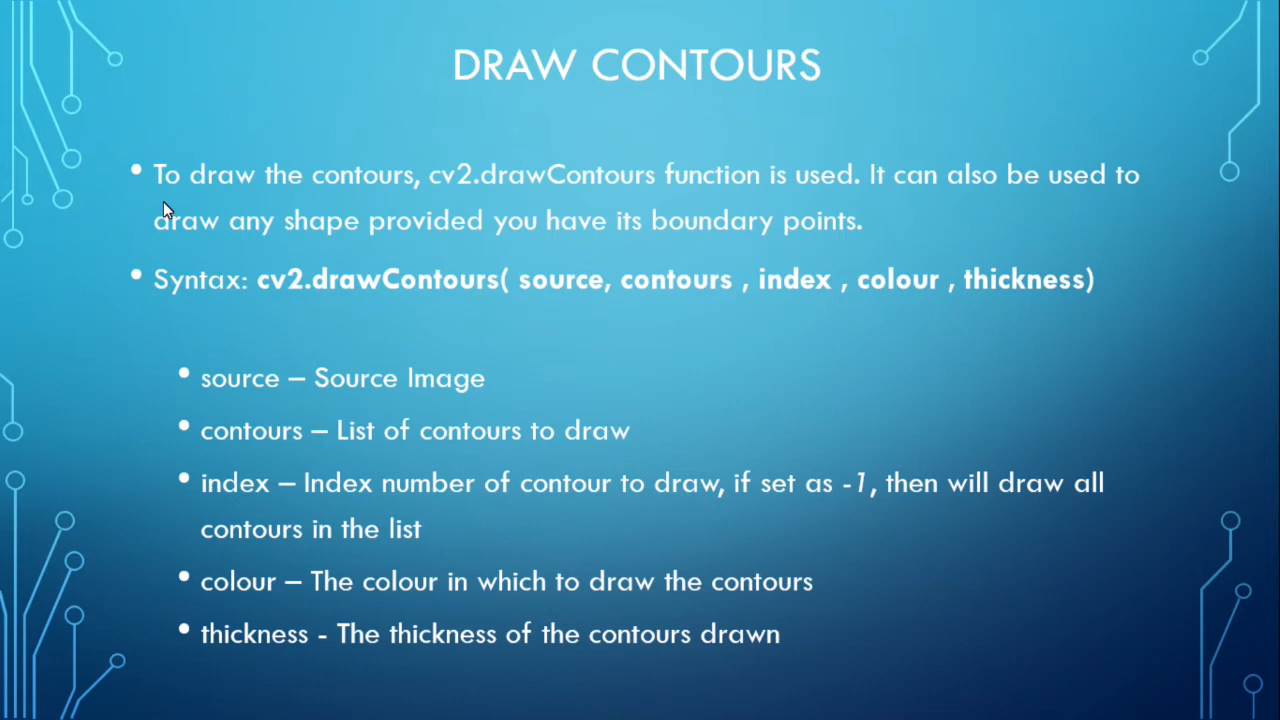 DRAW CONTOURS
• To draw the contours, cv2.drawContours function is used. It can also be used to
draw any shape provided you have its boundary points.
• Syntax: cv2.drawContours( source, contours , index , colour , thickness)
• source – Source Image
• contours – List of contours to draw
• index – Index number of contour to draw, if set as -1, then will draw all
contours in the list
• colour – The colour in which to draw the contours
• thickness - The thickness of the contours drawn